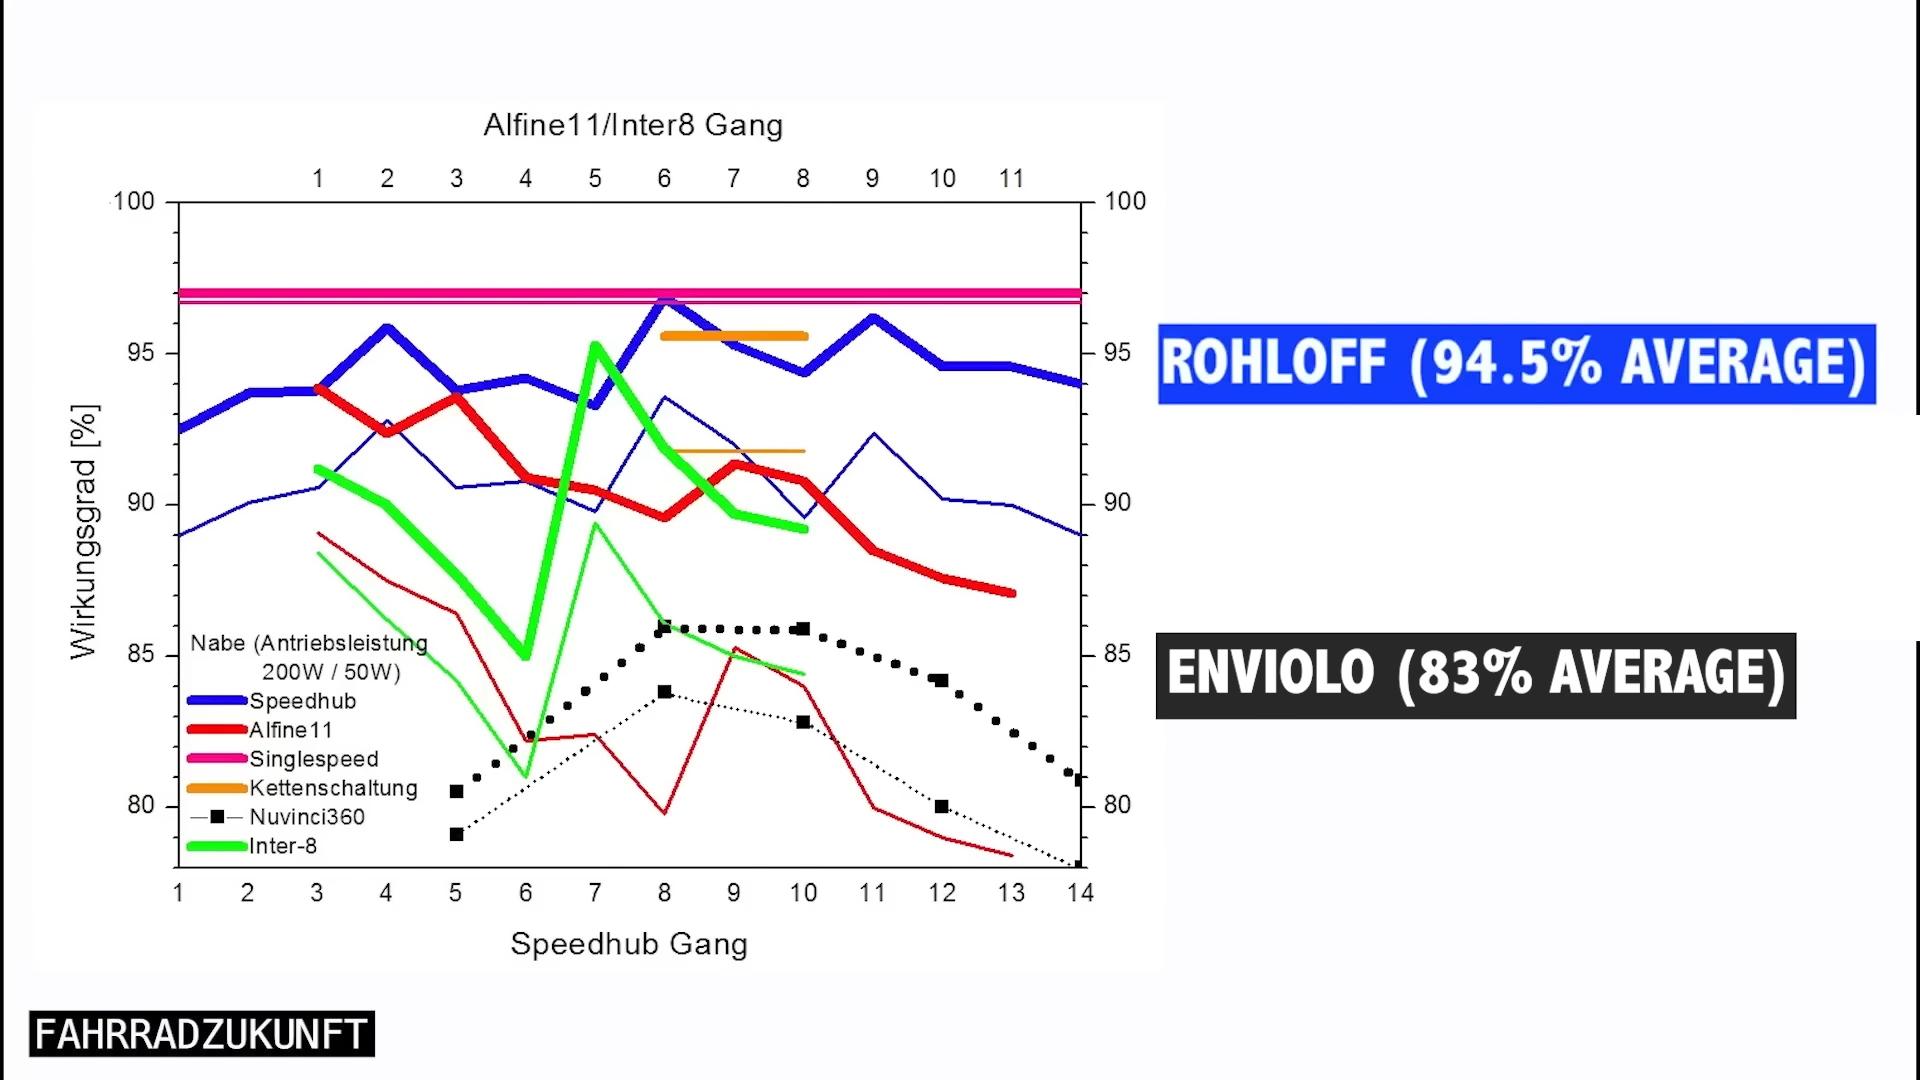 Alfine11/Inter8 Gang
1 2 3 4 5 6 7 8 9 10 11
100 100
95 95
90 90
85 85
80 80
Wirkungsgrad [%]
Nabe (Antriebsleistung
200W / 50W)
Speedhub
Alfine11
Singlespeed
Kettenschaltung
Nuvinci360
Inter-8
1 2 3 4 5 6 7 8 9 10 11 12 13 14
Speedhub Gang
ROHLOFF (94.5% AVERAGE)
ENVIOLO (83% AVERAGE)
FAHRRADZUKUNFT